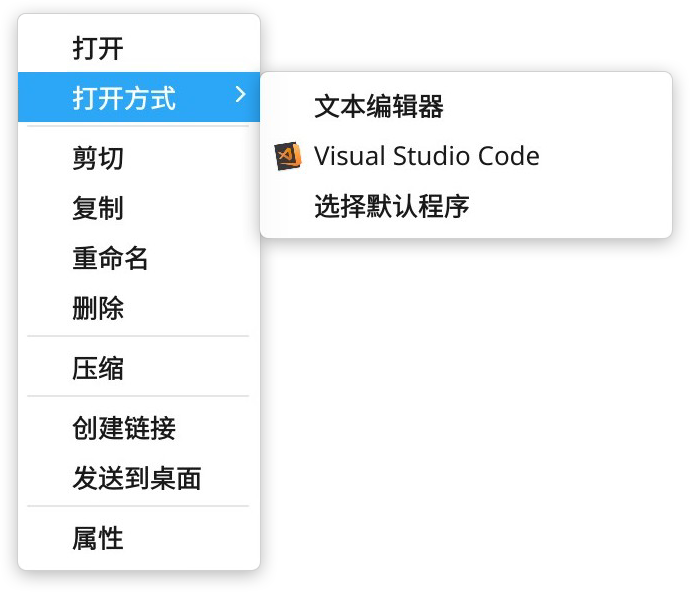 打开
打开方式
文本编辑器
Visual Studio Code
选择默认程序
剪切
复制
重命名
删除
压缩
创建链接
发送到桌面
属性